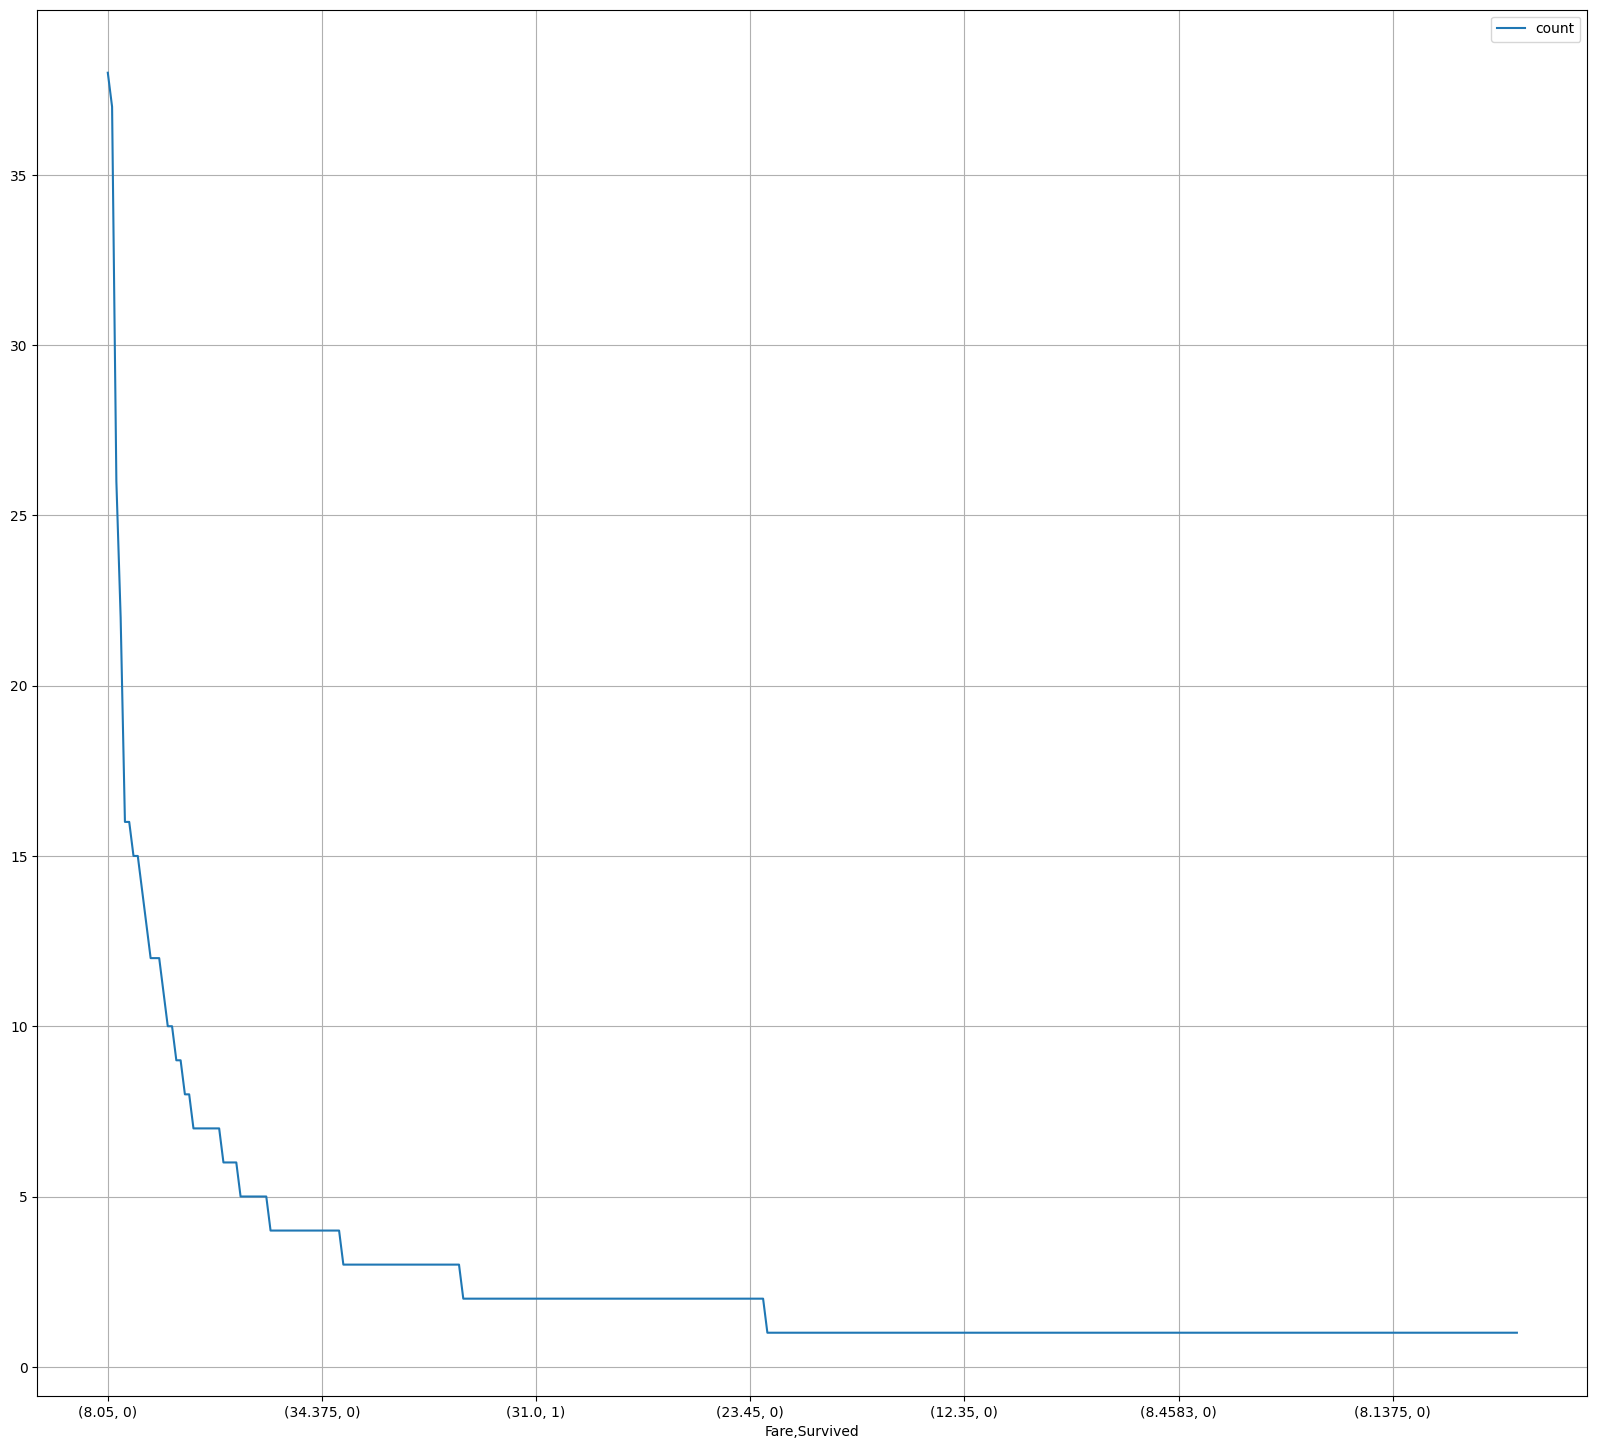 count
35
30
25
20
15
10
5
0
(8.05, 0) (34.375, 0) (31.0, 1) (23.45, 0) (12.35, 0) (8.4583, 0) (8.1375, 0)
Fare,Survived